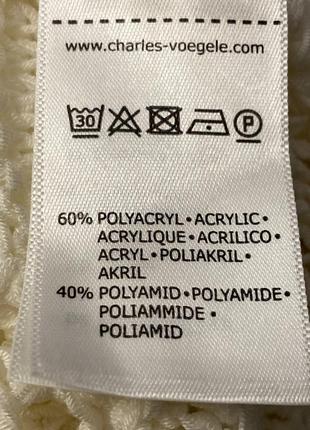 www.charles-voegele.com
30 P
60% POLYACRYL•ACRYLIC•
ACRYLIQUE•ACRILICO•
ACRYL•POLIAKRIL•
AKRIL
40% POLYAMID•POLYAMIDE•
POLIAMMIDE•
POLIAMID